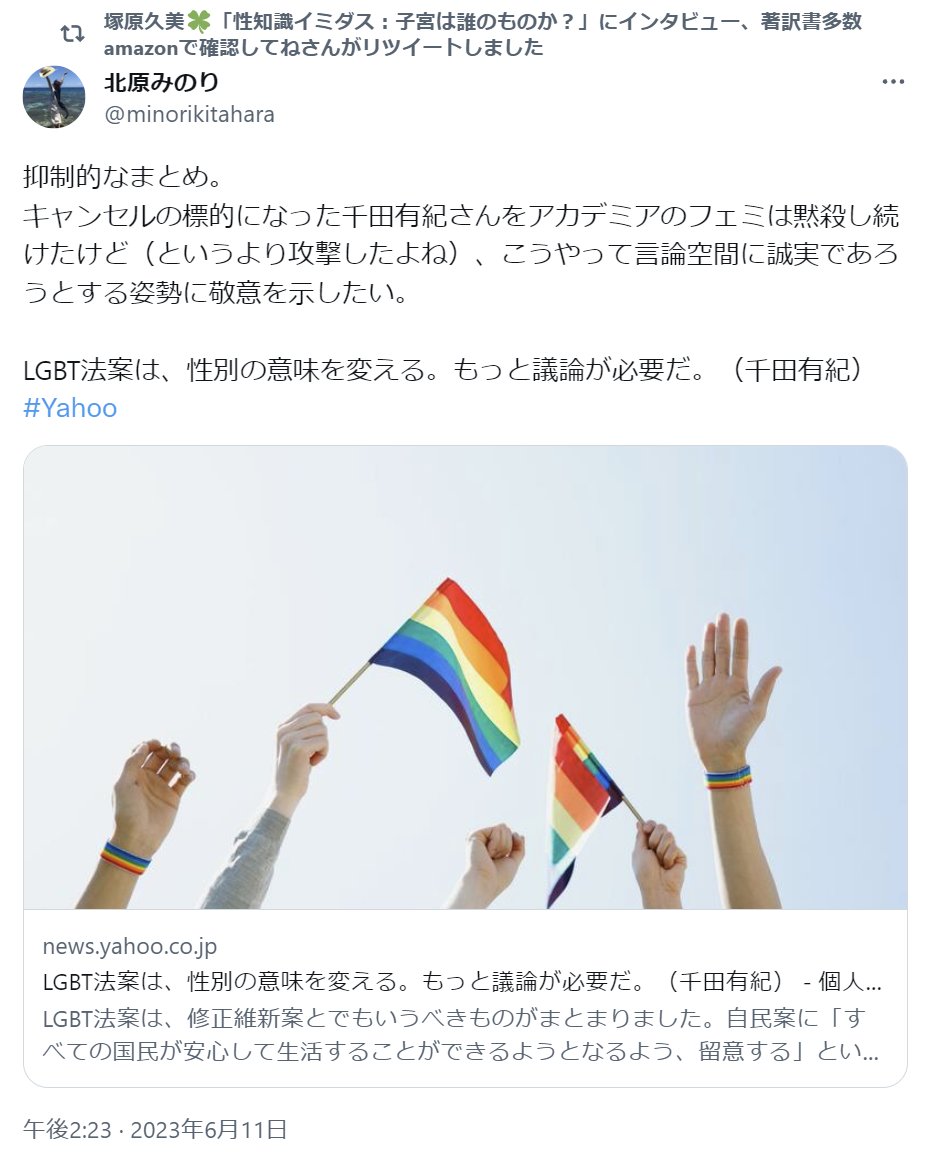 塚原久美🍀「性知識イミダス：子宮は誰のものか？」にインタビュー、著訳書多数
amazonで確認してねさんがリツイートしました
北原みのり
@minorikitahara
抑制的なまとめ。
キャンセルの標的になった千田有紀さんをアカデミアのフェミは黙殺し続
けたけど（というより攻撃したよね）、こうやって言論空間に誠実であろ
うとする姿勢に敬意を示したい。
LGBT法案は、性別の意味を変える。もっと議論が必要だ。（千田有紀）
#Yahoo
news.yahoo.co.jp
LGBT法案は、性別の意味を変える。もっと議論が必要だ。（千田有紀） - 個人...
LGBT法案は、修正維新案とでもいうべきものがまとまりました。自民案に「す
べての国民が安心して生活することができるようとなるよう、留意する」とい...
午後2:23 · 2023年6月11日